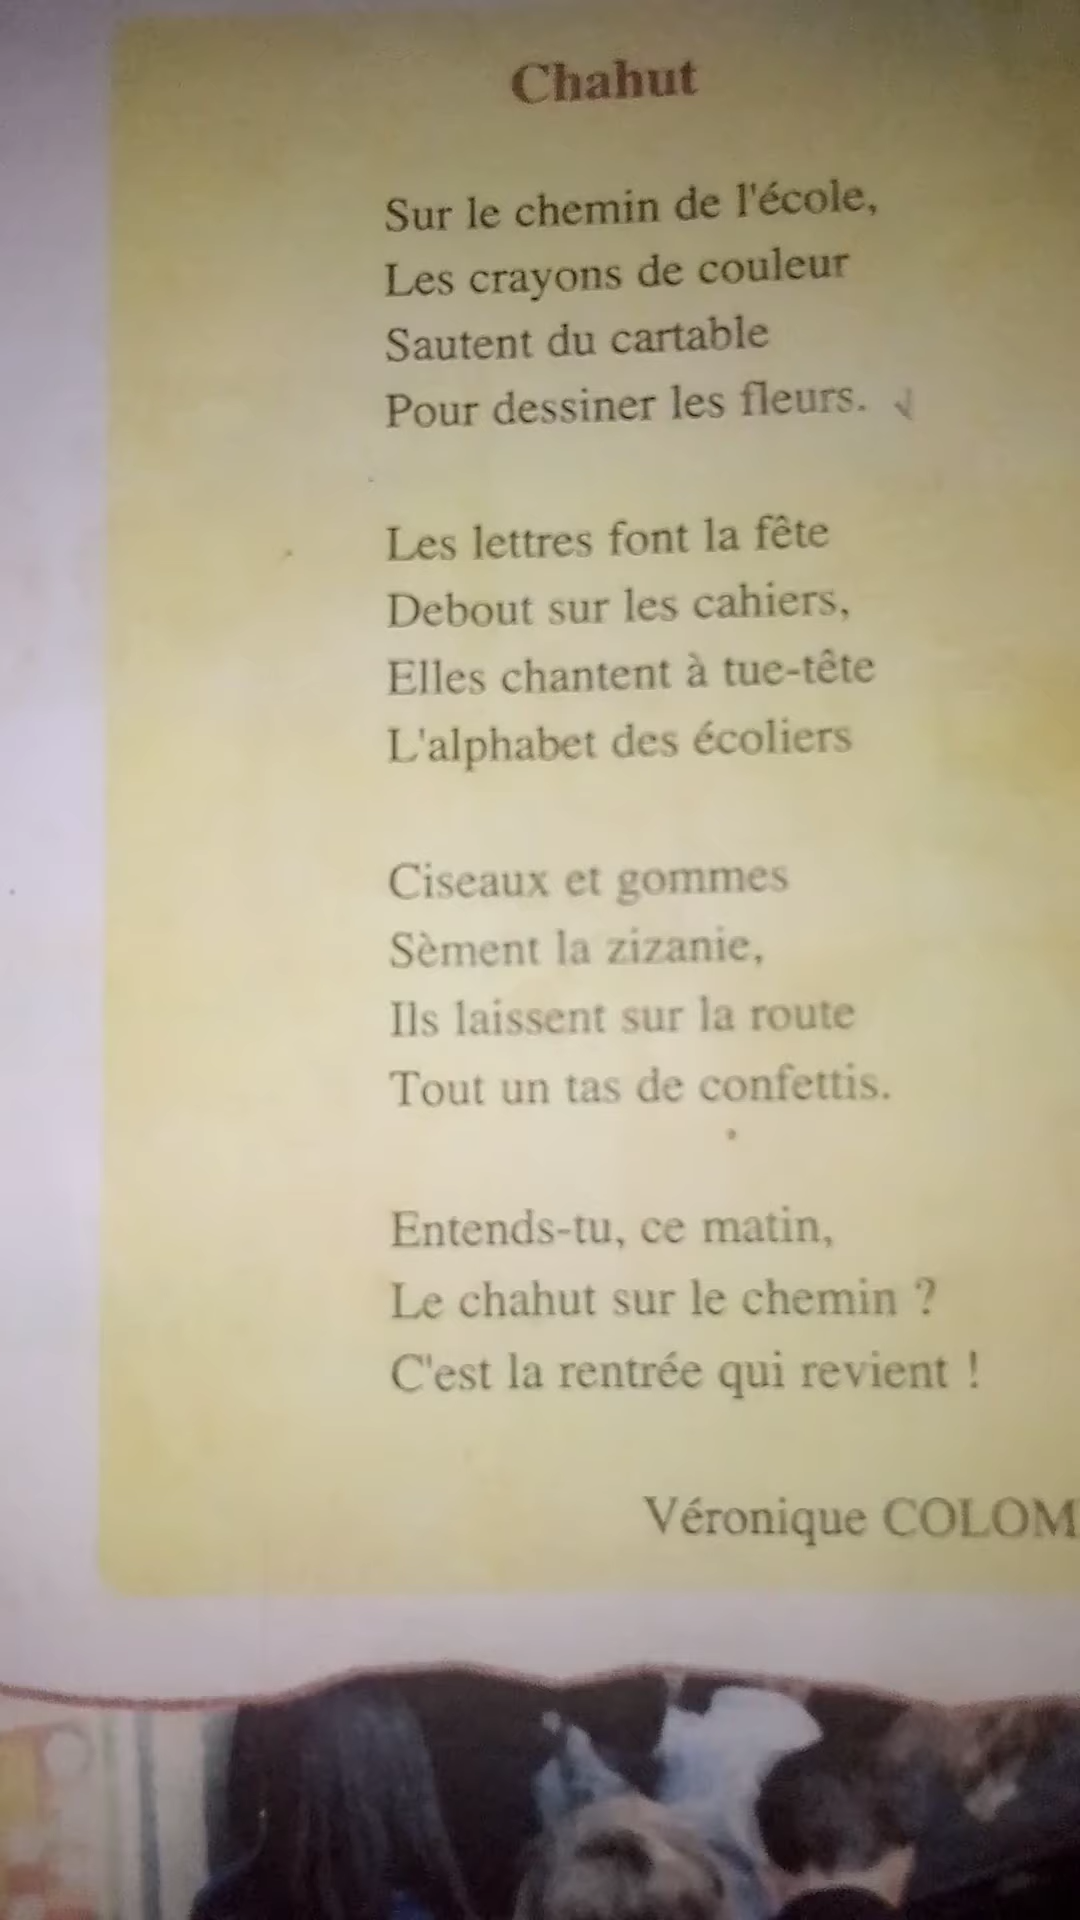 Chahut
Sur le chemin de l'école,
Les crayons de couleur
Sautent du cartable
Pour dessiner les fleurs.
Les lettres font la fête
Debout sur les cahiers,
Elles chantent à tue-tête
L'alphabet des écoliers
Ciseaux et gommes
Sèment la zizanie,
Ils laissent sur la route
Tout un tas de confettis.
Entends-tu, ce matin,
Le chahut sur le chemin ?
C'est la rentrée qui revient !
Véronique COLOM